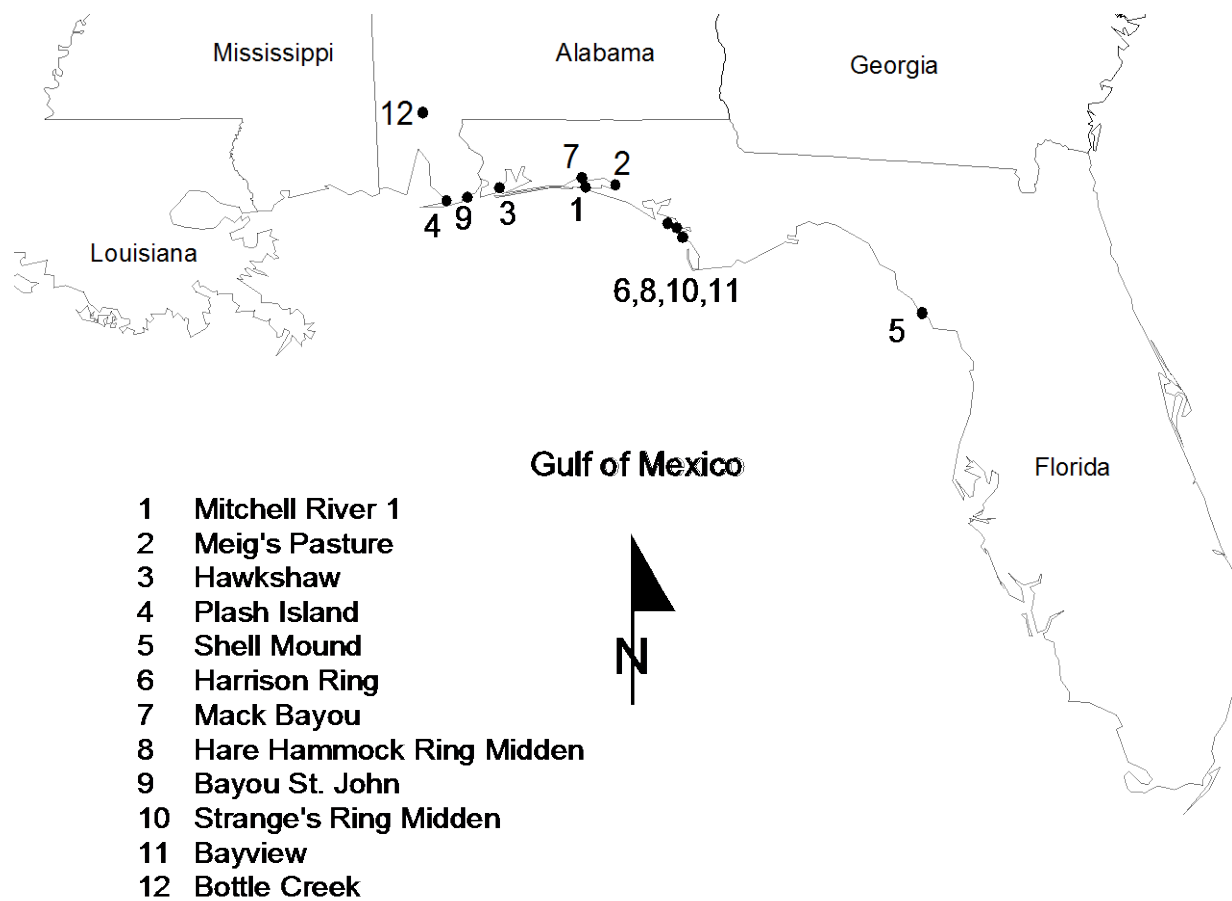 Mississippi
Alabama
Georgia
12
7
2
4
9
3
1
Louisiana
6,8,10,11
5
Gulf of Mexico
Florida
1 Mitchell River 1
2 Meig's Pasture
3 Hawkshaw
4 Plash Island
5 Shell Mound
6 Harrison Ring
7 Mack Bayou
8 Hare Hammock Ring Midden
9 Bayou St. John
10 Strange's Ring Midden
11 Bayview
12 Bottle Creek
N